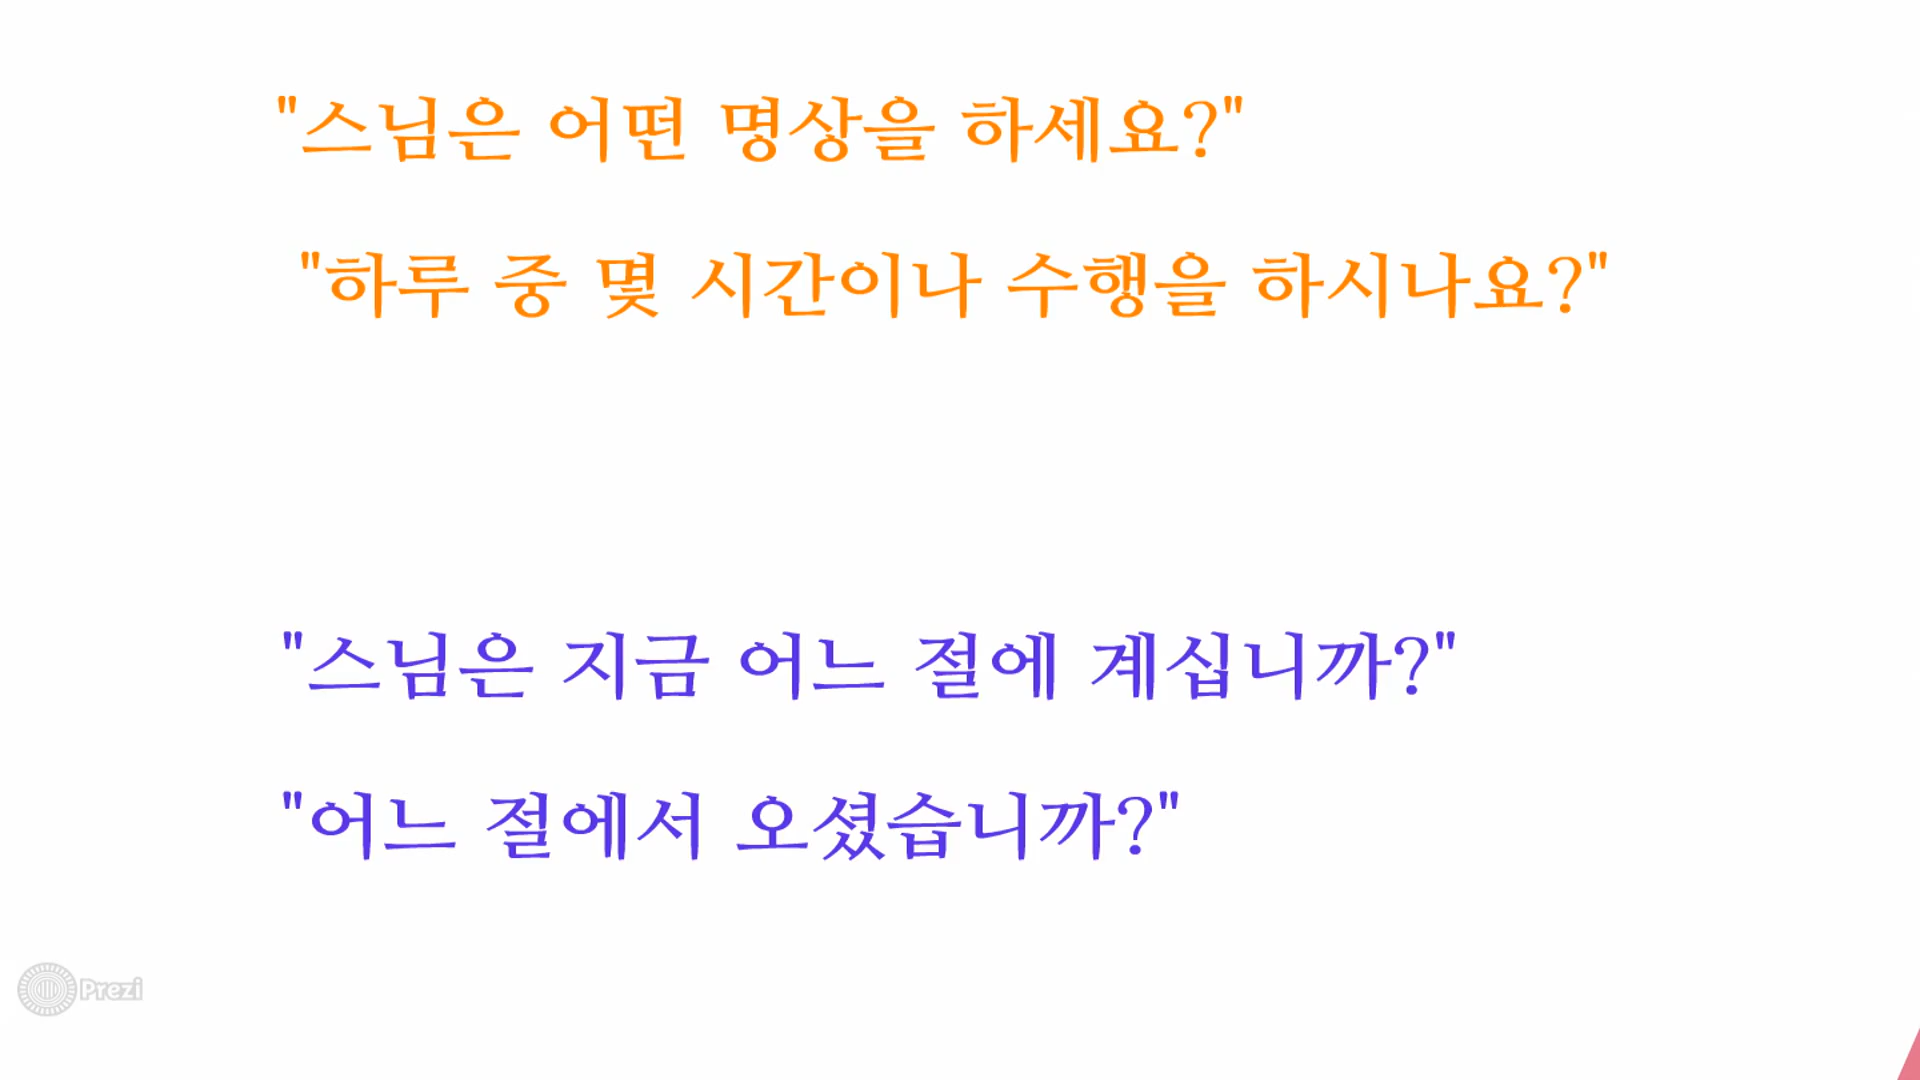 "스님은 어떤 명상을 하세요?"
"하루 중 몇 시간이나 수행을 하시나요?"
"스님은 지금 어느 절에 계십니까?"
"어느 절에서 오셨습니까?"
Prezi